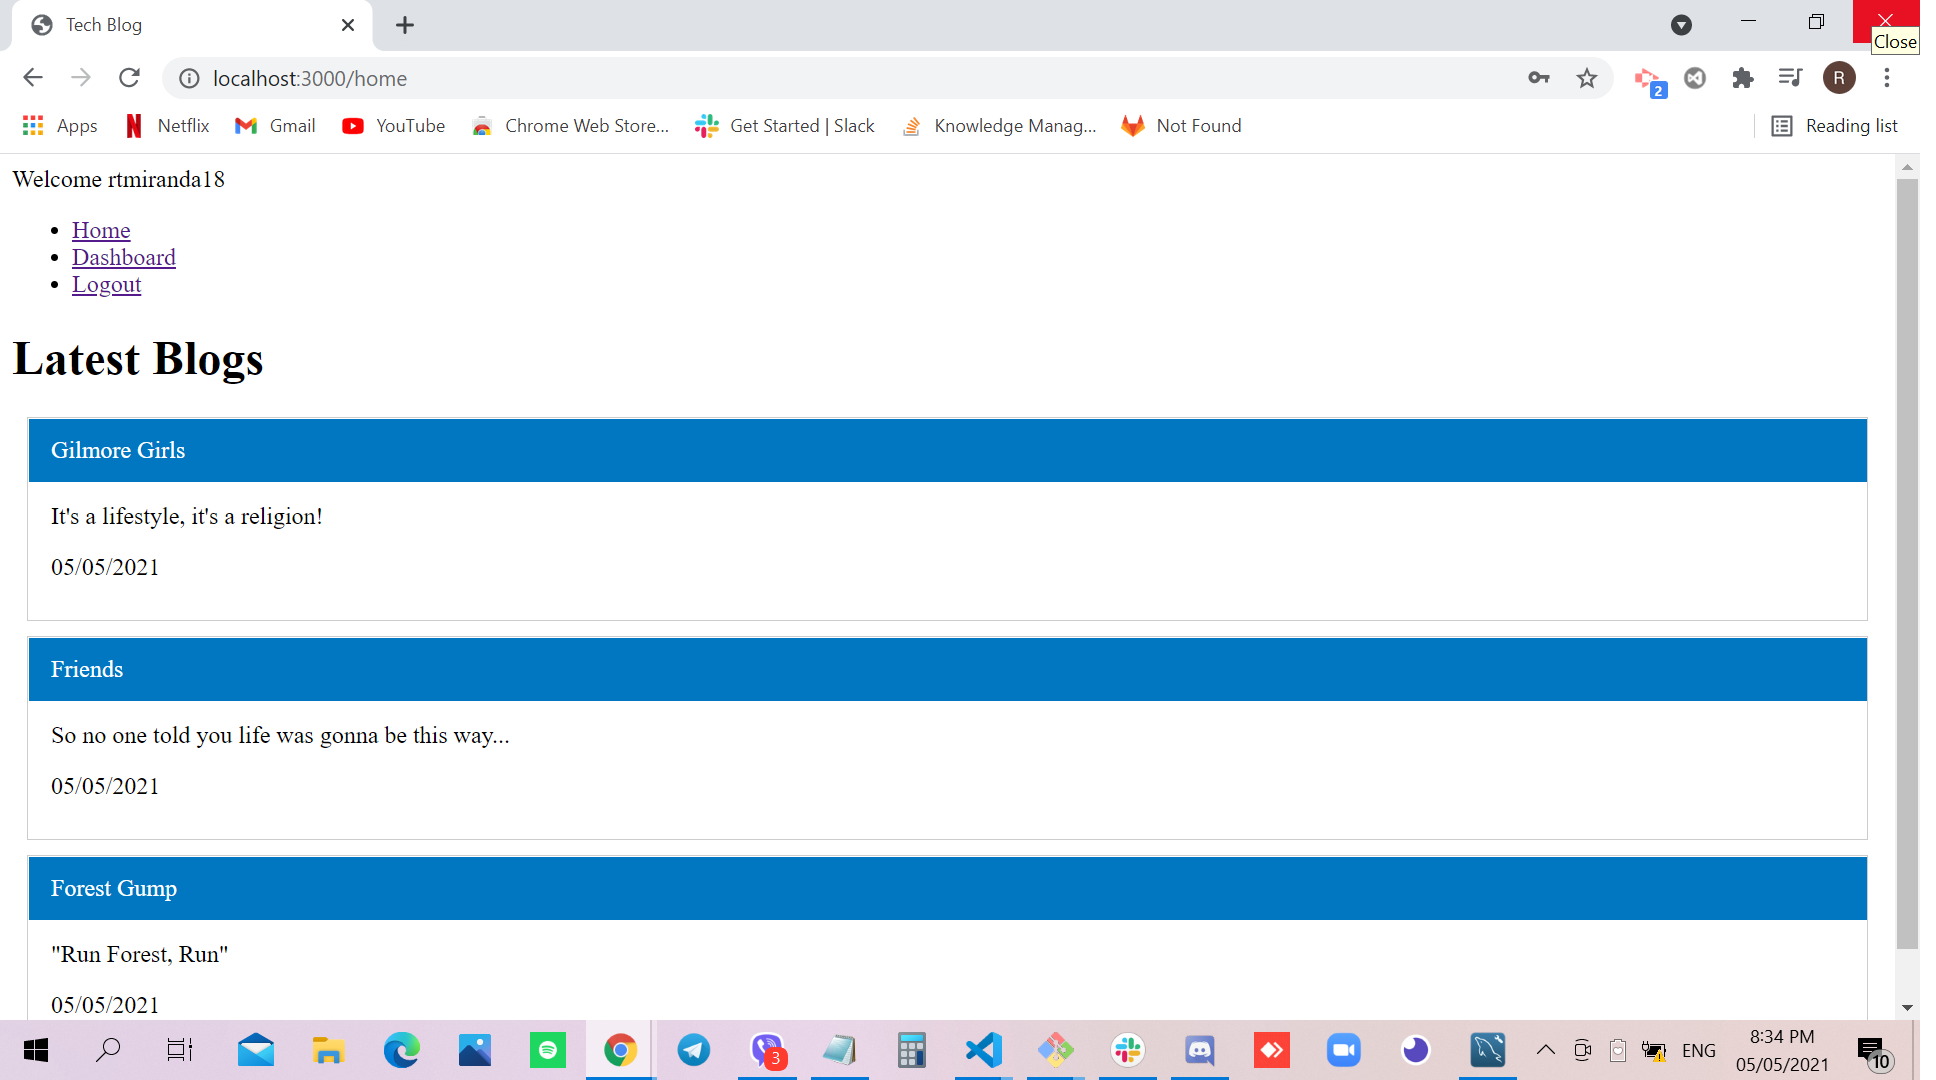 Tech Blog
Close
localhost:3000/home
2
R
Apps
Netflix
Gmail
YouTube
Chrome Web Store...
Get Started | Slack
Knowledge Manag...
Not Found
Reading list
Welcome rtmiranda18
Home
Dashboard
Logout
Latest Blogs
Gilmore Girls
It's a lifestyle, it's a religion!
05/05/2021
Friends
So no one told you life was gonna be this way...
05/05/2021
Forest Gump
"Run Forest, Run"
05/05/2021
3
ENG
8:34 PM
05/05/2021
10